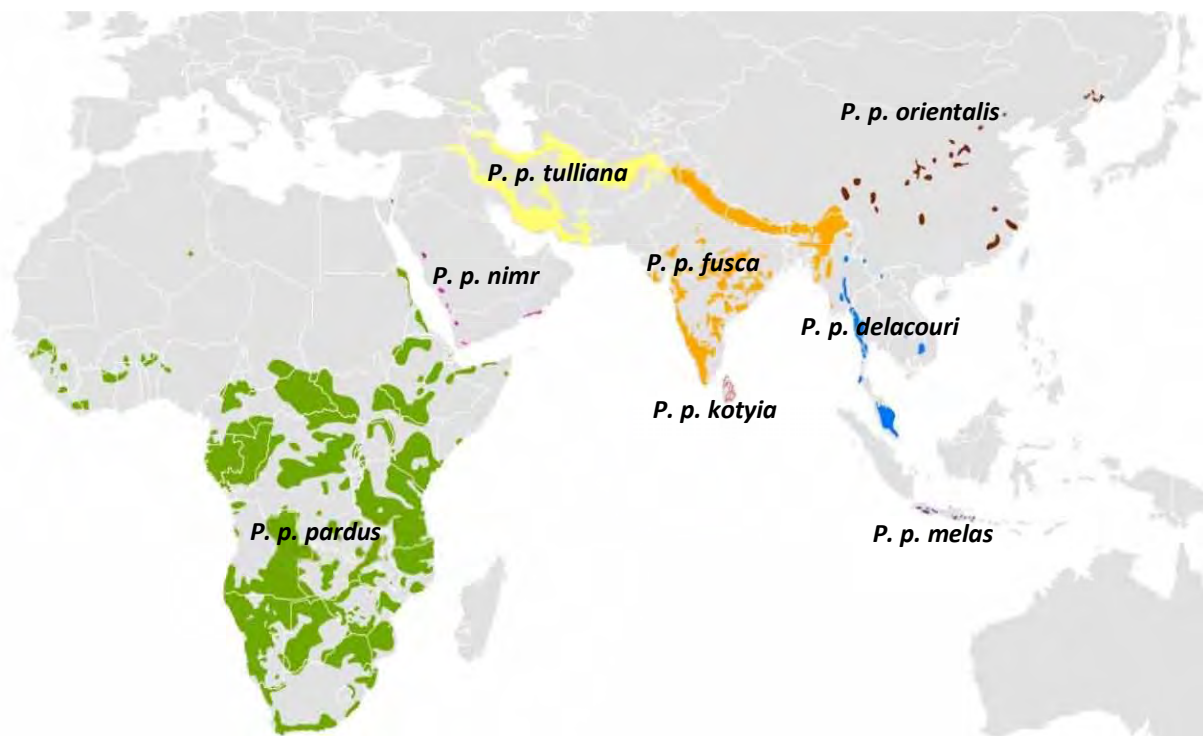 P. p. orientalis
P. p. tulliana
P. p. fusca
P. p. nimr
P. p. delacouri
P. p. kotyia
P. p. pardus
P. p. melas